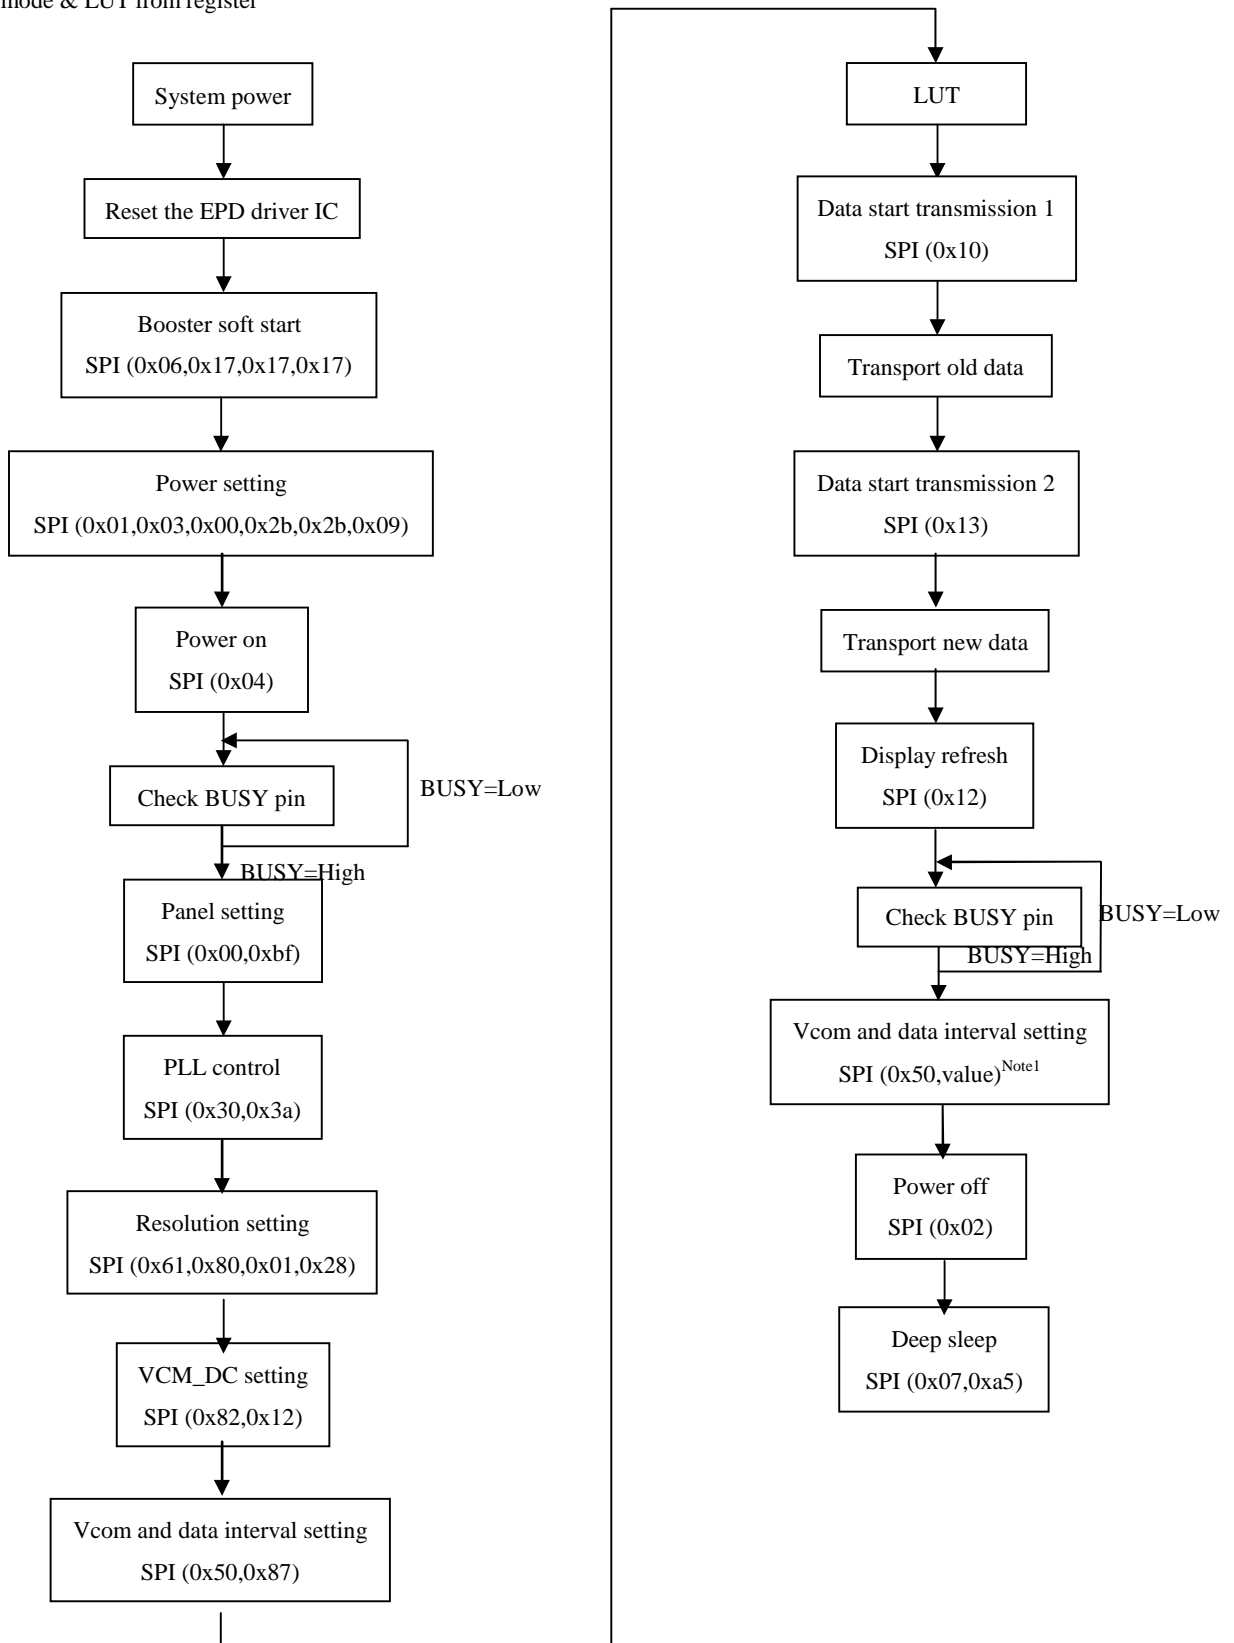 mode & LUT from register
System power
Reset the EPD driver IC
Booster soft start
SPI (0x06,0x17,0x17,0x17)
Power setting
SPI (0x01,0x03,0x00,0x2b,0x2b,0x09)
Power on
SPI (0x04)
Check BUSY pin
BUSY=Low
BUSY=High
Panel setting
SPI (0x00,0xbf)
PLL control
SPI (0x30,0x3a)
Resolution setting
SPI (0x61,0x80,0x01,0x28)
VCM_DC setting
SPI (0x82,0x12)
Vcom and data interval setting
SPI (0x50,0x87)
LUT
Data start transmission 1
SPI (0x10)
Transport old data
Data start transmission 2
SPI (0x13)
Transport new data
Display refresh
SPI (0x12)
Check BUSY pin
BUSY=Low
BUSY=High
Vcom and data interval setting
SPI (0x50,value)Note1
Power off
SPI (0x02)
Deep sleep
SPI (0x07,0xa5)